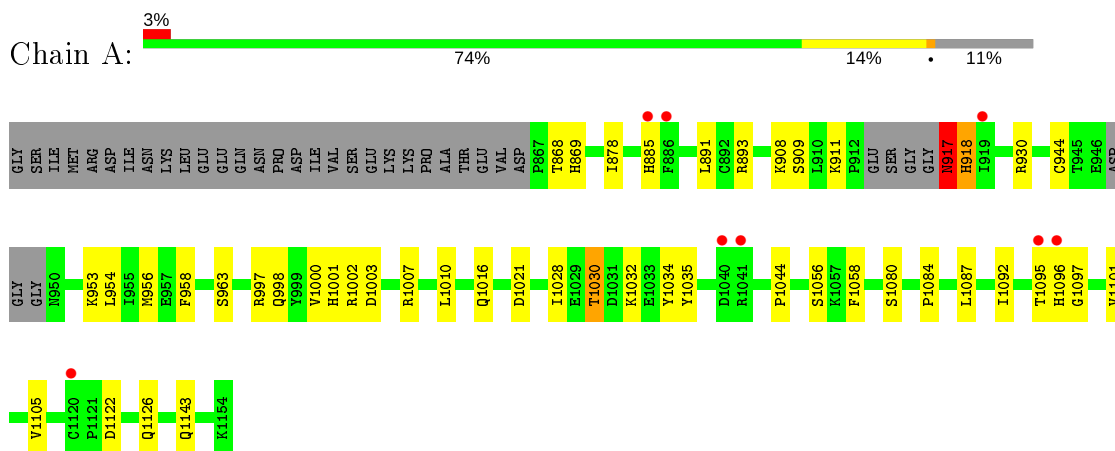 3%
Chain A:
74% 14% • 11%
GLY SER ILE MET ARG ASP ILE ASN LYS LEU GLU GLU GLN ASN PRO ASP ILE VAL SER GLU LYS LYS PRO ALA THR GLU VAL ASP P867 T868 H869 I878 H885 F886 L891 C892 R893 K908 S909 L910 K911 P912 GLU SER GLY GLY N917 H918 I919 R930 C944 T945 E946 ASP
GLY GLY N950 K953 L954 I955 M956 E957 F958 S963 R997 Q998 Y999 V1000 H1001 R1002 D1003 R1007 L1010 Q1016 D1021 I1028 E1029 T1030 D1031 K1032 E1033 Y1034 Y1035 D1040 R1041 P1044 S1056 K1057 F1058 S1080 P1084 L1087 I1092 T1095 H1096 G1097 V1101
V1105 C1120 P1121 D1122 Q1126 Q1143 K1154